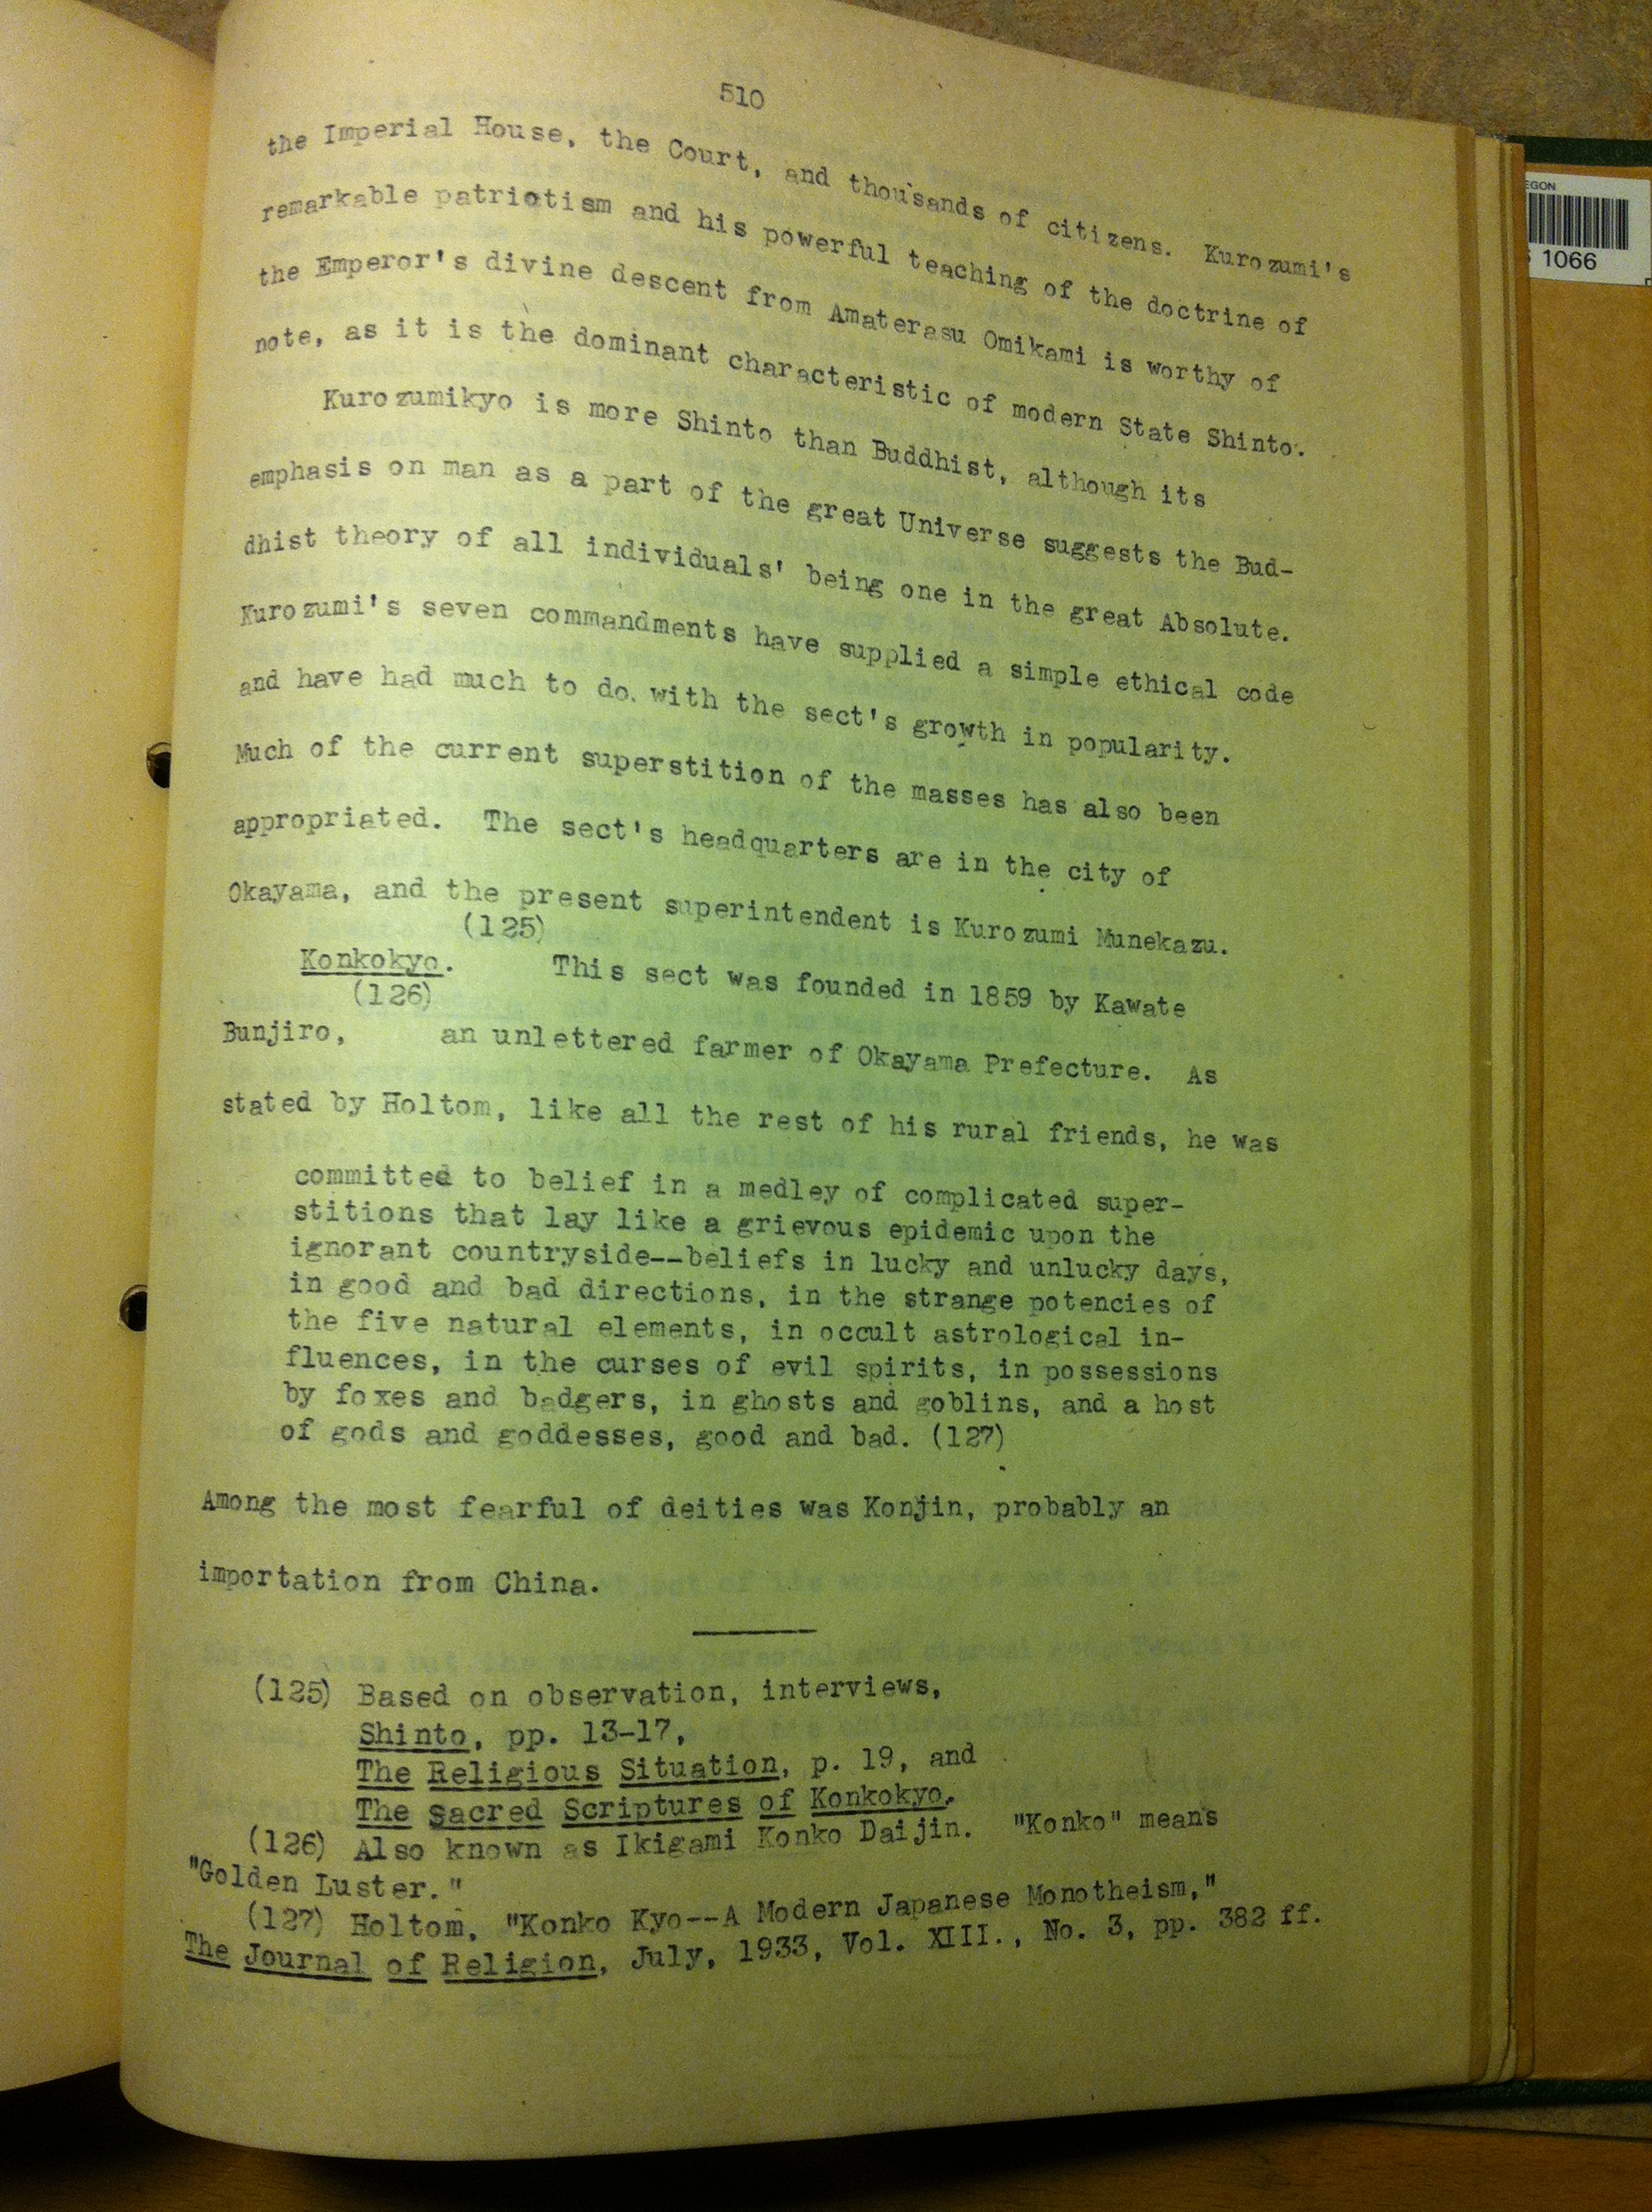 510
the Imperial House, the Court, and thousands of citizens. Kurozumi's
remarkable patriotism and his powerful teaching of the doctrine of
the Emperor's divine descent from Amaterasu Omikami is worthy of
note, as it is the dominant characteristic of modern State Shinto.
Kurozumikyo is more Shinto than Buddhist, although its
emphasis on man as a part of the great Universe suggests the Bud-
dhist theory of all individuals' being one in the great Absolute.
Kurozumi's seven commandments have supplied a simple ethical code
and have had much to do with the sect's growth in popularity.
Much of the current superstition of the masses has also been
appropriated. The sect's headquarters are in the city of
Okayama, and the present superintendent is Kurozumi Munekazu.
(125)
Konkokyo. This sect was founded in 1859 by Kawate
(126)
Bunjiro, an unlettered farmer of Okayama Prefecture. As
stated by Holtom, like all the rest of his rural friends, he was
committed to belief in a medley of complicated super-
stitions that lay like a grievous epidemic upon the
ignorant countryside--beliefs in lucky and unlucky days,
in good and bad directions, in the strange potencies of
the five natural elements, in occult astrological in-
fluences, in the curses of evil spirits, in possessions
by foxes and badgers, in ghosts and goblins, and a host
of gods and goddesses, good and bad. (127)
Among the most fearful of deities was Konjin, probably an
importation from China.
(125) Based on observation, interviews,
Shinto, pp. 13-17,
The Religious Situation, p. 19, and
The Sacred Scriptures of Konkokyo.
(126) Also known as Ikigami Konko Daijin. "Konko" means
"Golden Luster."
(127) Holtom, "Konko Kyo--A Modern Japanese Monotheism,"
The Journal of Religion, July, 1933, Vol. XIII., No. 3, pp. 382 ff.
EGON
1066